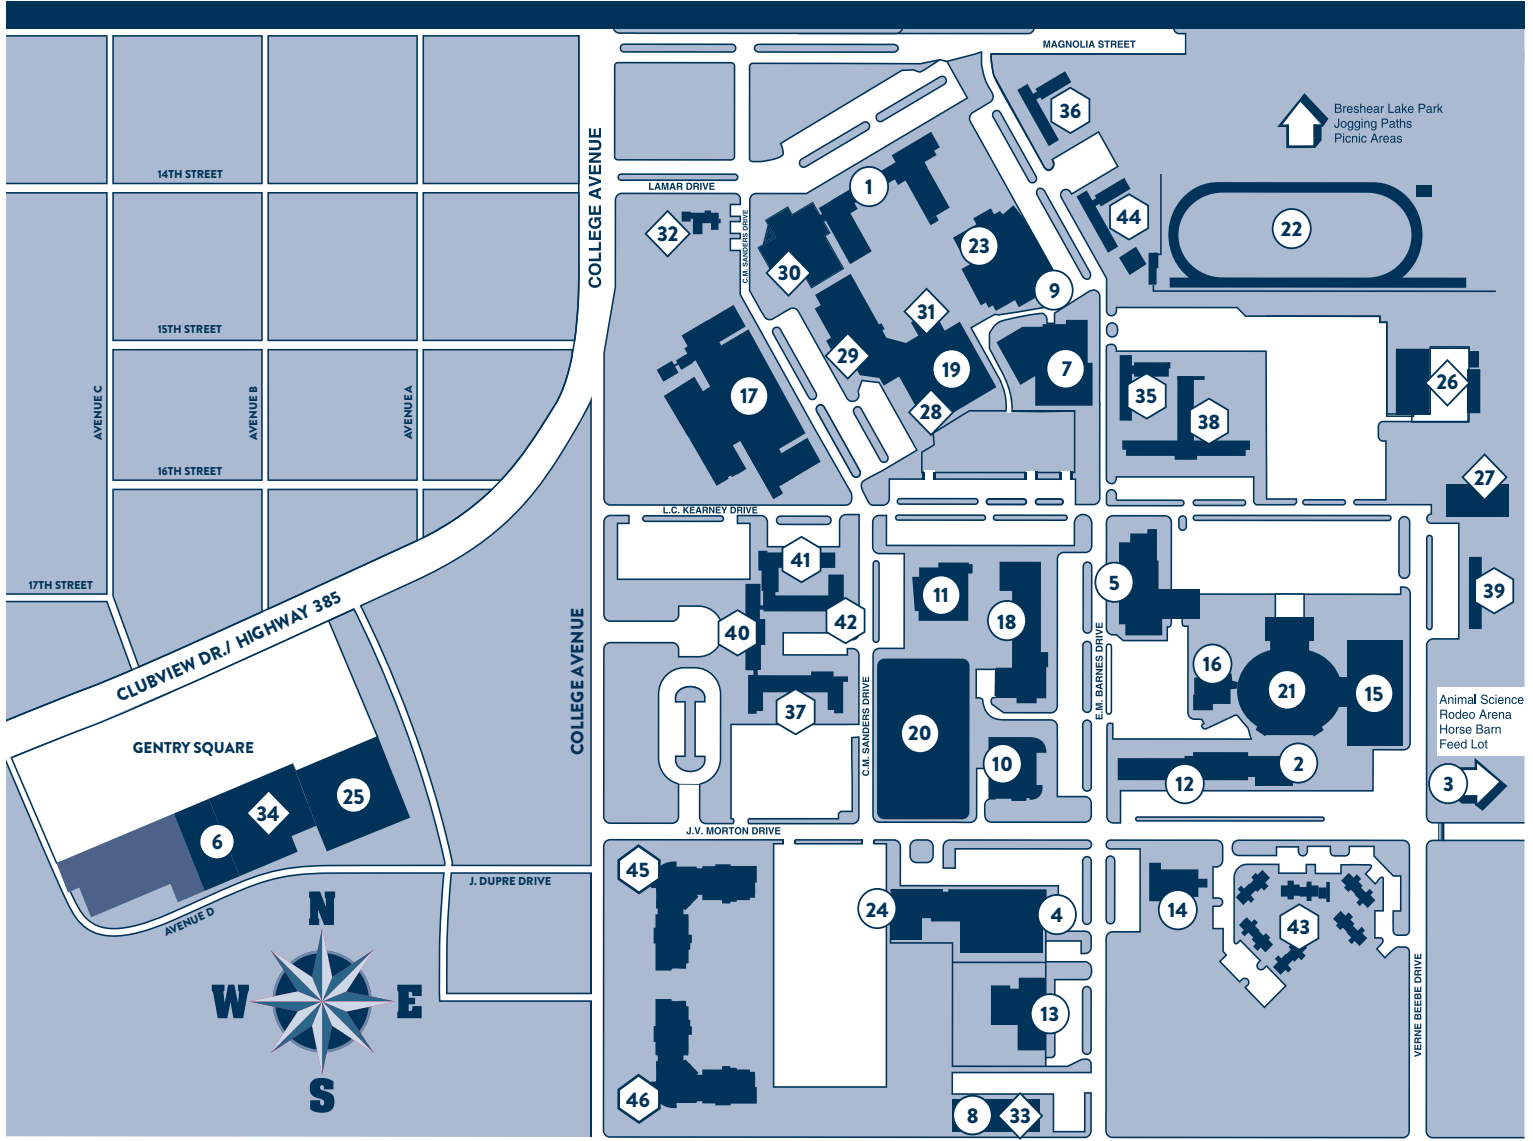 MAGNOLIA STREET
36
Breshear Lake Park
Jogging Paths
Picnic Areas
14TH STREET
COLLEGE AVENUE
LAMAR DRIVE
1
44
22
32
C.M. SANDERS DRIVE
23
30
9
31
15TH STREET
29
19
7
17
28
35
38
26
AVENUE C
AVENUE B
AVENUE A
16TH STREET
27
L.C. KEARNEY DRIVE
41
17TH STREET
CLUBVIEW DR./ HIGHWAY 385
40
42
11
18
5
39
COLLEGE AVENUE
37
C.M. SANDERS DRIVE
20
E.M. BARNES DRIVE
16
21
15
Animal Science
Rodeo Arena
Horse Barn
Feed Lot
3
GENTRY SQUARE
10
12
2
25
34
6
J.V. MORTON DRIVE
45
J. DUPRE DRIVE
AVENUE D
24
4
14
43
N
W
E
S
13
VERNE BEEBE DRIVE
46
8
33